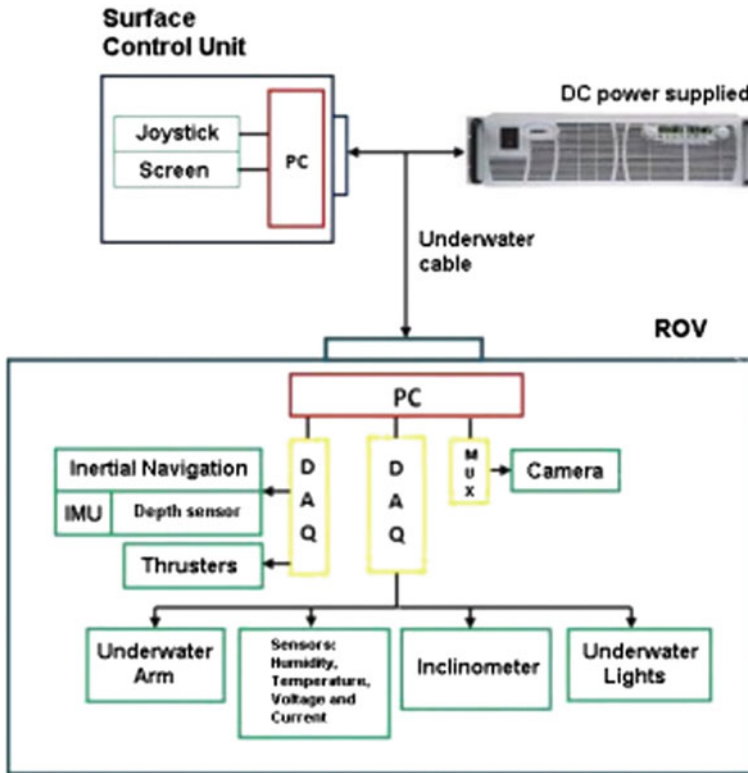 Surface
Control Unit
DC power supplied
Joystick
Screen
PC
Underwater
cable
ROV
PC
D
A
Q
D
A
Q
M
U
X
Inertial Navigation
IMU
Depth sensor
Camera
Thrusters
Underwater
Arm
Sensors:
Humidity,
Temperature,
Voltage and
Current
Inclinometer
Underwater
Lights